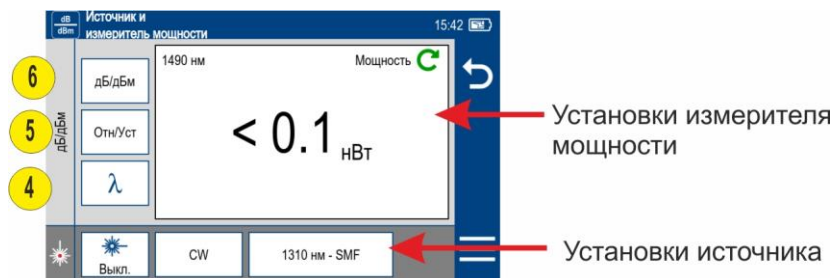 dB
dBm
Источник и
измеритель мощности
15:42
6
дБ/дБм
1490 нм
Мощность
5
дБ/дБм
Отн/Уст
< 0.1 нВт
Установки измерителя
мощности
4
λ
Выкл.
CW
1310 нм - SMF
Установки источника